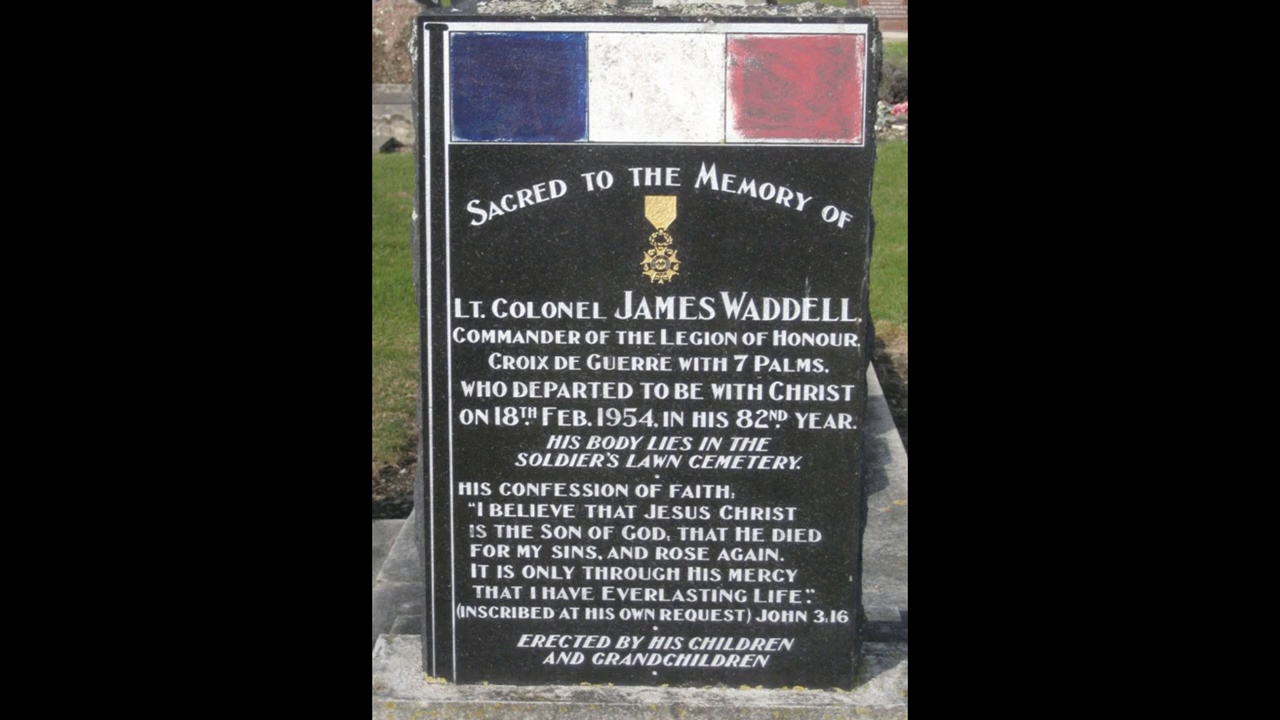 SACRED TO THE MEMORY OF
LT. COLONEL JAMES WADDELL,
COMMANDER OF THE LEGION OF HONOUR,
CROIX DE GUERRE WITH 7 PALMS.
WHO DEPARTED TO BE WITH CHRIST
ON 18TH FEB. 1954, IN HIS 82ND YEAR.
HIS BODY LIES IN THE
SOLDIER'S LAWN CEMETERY.
HIS CONFESSION OF FAITH:
"I BELIEVE THAT JESUS CHRIST
IS THE SON OF GOD, THAT HE DIED
FOR MY SINS, AND ROSE AGAIN.
IT IS ONLY THROUGH HIS MERCY
THAT I HAVE EVERLASTING LIFE".
(INSCRIBED AT HIS OWN REQUEST) JOHN 3:16
ERECTED BY HIS CHILDREN
AND GRANDCHILDREN